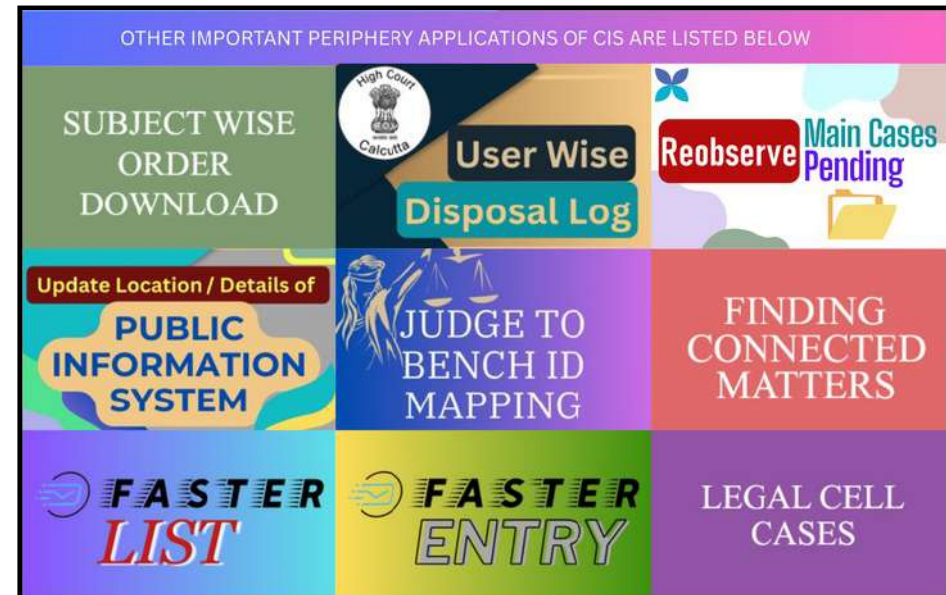 OTHER IMPORTANT PERIPHERY APPLICATIONS OF CIS ARE LISTED BELOW
SUBJECT WISE
ORDER
DOWNLOAD
High Court
Calcutta
User Wise
Disposal Log
Reobserve
Main Cases
Pending
Update Location / Details of
PUBLIC
INFORMATION
SYSTEM
JUDGE TO
BENCH ID
MAPPING
FINDING
CONNECTED
MATTERS
FASTER
LIST
FASTER
ENTRY
LEGAL CELL
CASES